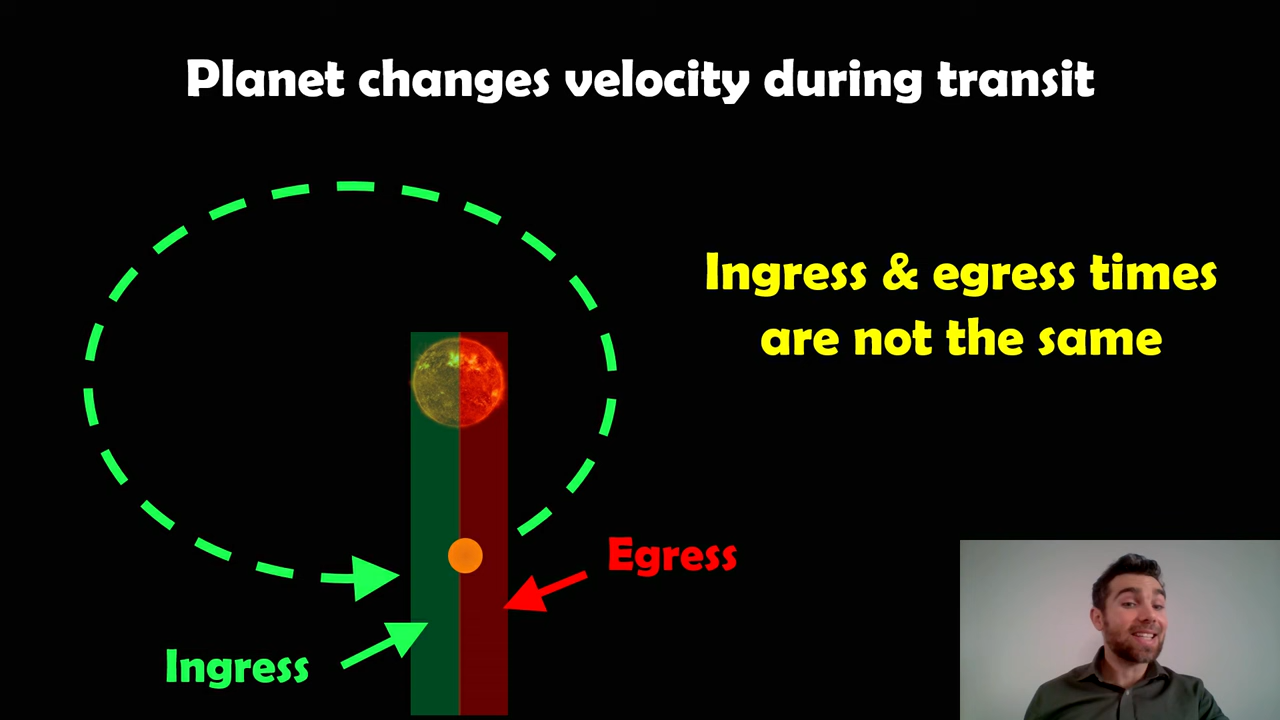 Planet changes velocity during transit
Ingress & egress times
are not the same
Egress
Ingress